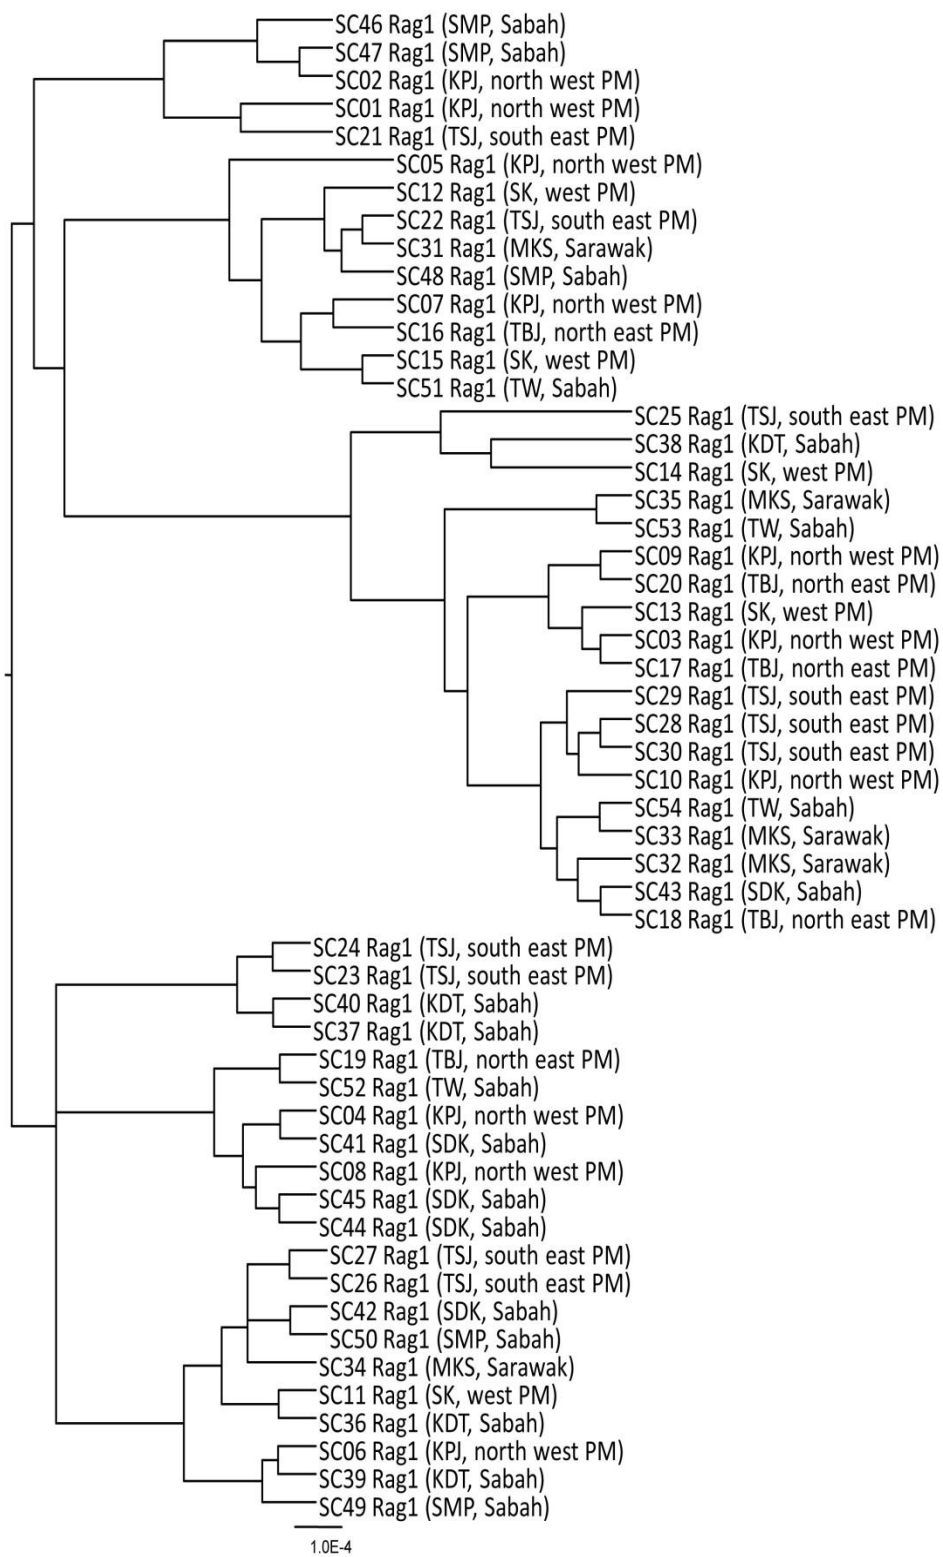 SC46 Rag1 (SMP, Sabah)
SC47 Rag1 (SMP, Sabah)
SC02 Rag1 (KPJ, north west PM)
SC01 Rag1 (KPJ, north west PM)
SC21 Rag1 (TSJ, south east PM)
SC05 Rag1 (KPJ, north west PM)
SC12 Rag1 (SK, west PM)
SC22 Rag1 (TSJ, south east PM)
SC31 Rag1 (MKS, Sarawak)
SC48 Rag1 (SMP, Sabah)
SC07 Rag1 (KPJ, north west PM)
SC16 Rag1 (TBJ, north east PM)
SC15 Rag1 (SK, west PM)
SC51 Rag1 (TW, Sabah)
SC25 Rag1 (TSJ, south east PM)
SC38 Rag1 (KDT, Sabah)
SC14 Rag1 (SK, west PM)
SC35 Rag1 (MKS, Sarawak)
SC53 Rag1 (TW, Sabah)
SC09 Rag1 (KPJ, north west PM)
SC20 Rag1 (TBJ, north east PM)
SC13 Rag1 (SK, west PM)
SC03 Rag1 (KPJ, north west PM)
SC17 Rag1 (TBJ, north east PM)
SC29 Rag1 (TSJ, south east PM)
SC28 Rag1 (TSJ, south east PM)
SC30 Rag1 (TSJ, south east PM)
SC10 Rag1 (KPJ, north west PM)
SC54 Rag1 (TW, Sabah)
SC33 Rag1 (MKS, Sarawak)
SC32 Rag1 (MKS, Sarawak)
SC43 Rag1 (SDK, Sabah)
SC18 Rag1 (TBJ, north east PM)
SC24 Rag1 (TSJ, south east PM)
SC23 Rag1 (TSJ, south east PM)
SC40 Rag1 (KDT, Sabah)
SC37 Rag1 (KDT, Sabah)
SC19 Rag1 (TBJ, north east PM)
SC52 Rag1 (TW, Sabah)
SC04 Rag1 (KPJ, north west PM)
SC41 Rag1 (SDK, Sabah)
SC08 Rag1 (KPJ, north west PM)
SC45 Rag1 (SDK, Sabah)
SC44 Rag1 (SDK, Sabah)
SC27 Rag1 (TSJ, south east PM)
SC26 Rag1 (TSJ, south east PM)
SC42 Rag1 (SDK, Sabah)
SC50 Rag1 (SMP, Sabah)
SC34 Rag1 (MKS, Sarawak)
SC11 Rag1 (SK, west PM)
SC36 Rag1 (KDT, Sabah)
SC06 Rag1 (KPJ, north west PM)
SC39 Rag1 (KDT, Sabah)
SC49 Rag1 (SMP, Sabah)
1.0E-4